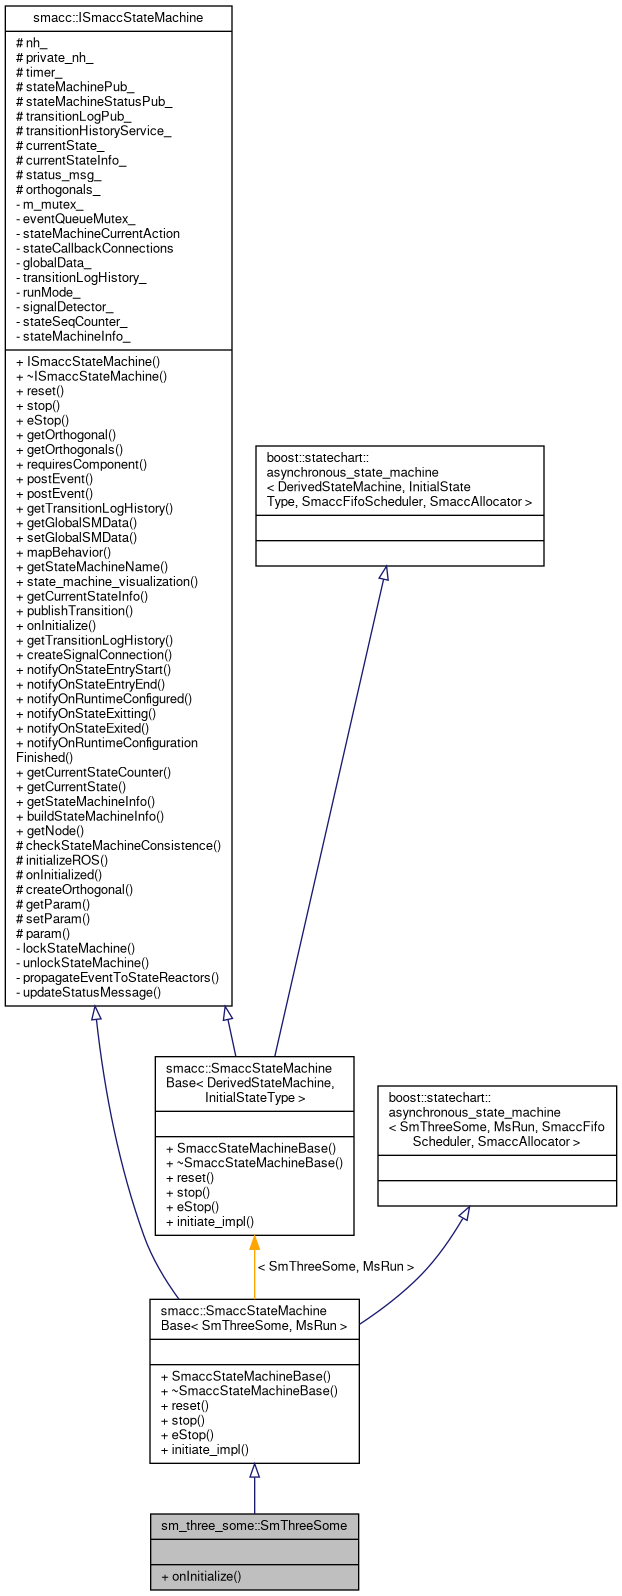 smacc::ISmaccStateMachine
# nh_
# private_nh_
# timer_
# stateMachinePub_
# stateMachineStatusPub_
# transitionLogPub_
# transitionHistoryService_
# currentState_
# currentStateInfo_
# status_msg_
# orthogonals_
- m_mutex_
- eventQueueMutex_
- stateMachineCurrentAction
- stateCallbackConnections
- globalData_
- transitionLogHistory_
- runMode_
- signalDetector_
- stateSeqCounter_
- stateMachineInfo_
+ ISmaccStateMachine()
+ ~ISmaccStateMachine()
+ reset()
+ stop()
+ eStop()
+ getOrthogonal()
+ getOrthogonals()
+ requiresComponent()
+ postEvent()
+ postEvent()
+ getTransitionLogHistory()
+ getGlobalSMData()
+ setGlobalSMData()
+ mapBehavior()
+ getStateMachineName()
+ state_machine_visualization()
+ getCurrentStateInfo()
+ publishTransition()
+ onInitialize()
+ getTransitionLogHistory()
+ createSignalConnection()
+ notifyOnStateEntryStart()
+ notifyOnStateEntryEnd()
+ notifyOnRuntimeConfigured()
+ notifyOnStateExitting()
+ notifyOnStateExited()
+ notifyOnRuntimeConfiguration
Finished()
+ getCurrentStateCounter()
+ getCurrentState()
+ getStateMachineInfo()
+ buildStateMachineInfo()
+ getNode()
# checkStateMachineConsistence()
# initializeROS()
# onInitialized()
# createOrthogonal()
# getParam()
# setParam()
# param()
- lockStateMachine()
- unlockStateMachine()
- propagateEventToStateReactors()
- updateStatusMessage()
boost::statechart::
asynchronous_state_machine
< DerivedStateMachine, InitialState
Type, SmaccFifoScheduler, SmaccAllocator >
smacc::SmaccStateMachine
Base< DerivedStateMachine,
InitialStateType >
+ SmaccStateMachineBase()
+ ~SmaccStateMachineBase()
+ reset()
+ stop()
+ eStop()
+ initiate_impl()
boost::statechart::
asynchronous_state_machine
< SmThreeSome, MsRun, SmaccFifo
Scheduler, SmaccAllocator >
< SmThreeSome, MsRun >
smacc::SmaccStateMachine
Base< SmThreeSome, MsRun >
+ SmaccStateMachineBase()
+ ~SmaccStateMachineBase()
+ reset()
+ stop()
+ eStop()
+ initiate_impl()
sm_three_some::SmThreeSome
+ onInitialize()